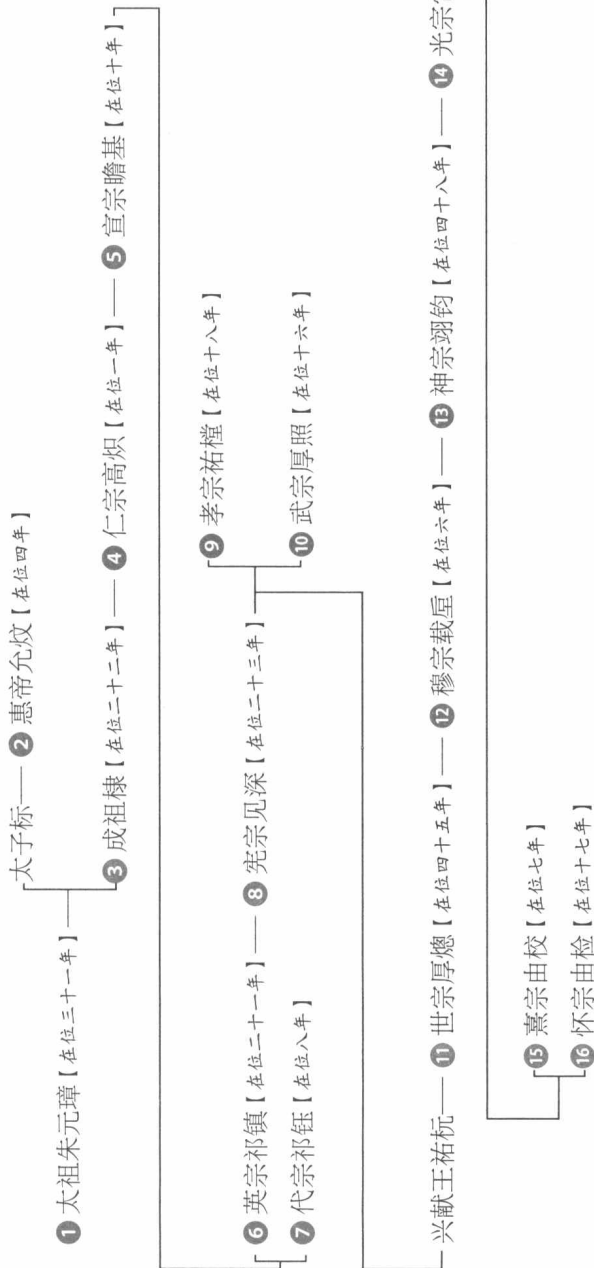 太子标——❷惠帝允炆【在位四年】
❶太祖朱元璋【在位三十一年】——
❸成祖棣【在位二十二年】——❹仁宗高炽【在位一年】——❺宣宗瞻基【在位十年】
❻英宗祁镇【在位二十一年】——❽宪宗见深【在位二十三年】
❼代宗祁钰【在位八年】
❾孝宗祐樘【在位十八年】
❿武宗厚照【在位十六年】
兴献王祐杬——⓫世宗厚熜【在位四十五年】——⓬穆宗载垕【在位六年】——⓭神宗翊钧【在位四十八年】——⓮光宗
⓯熹宗由校【在位七年】
⓰怀宗由检【在位十七年】